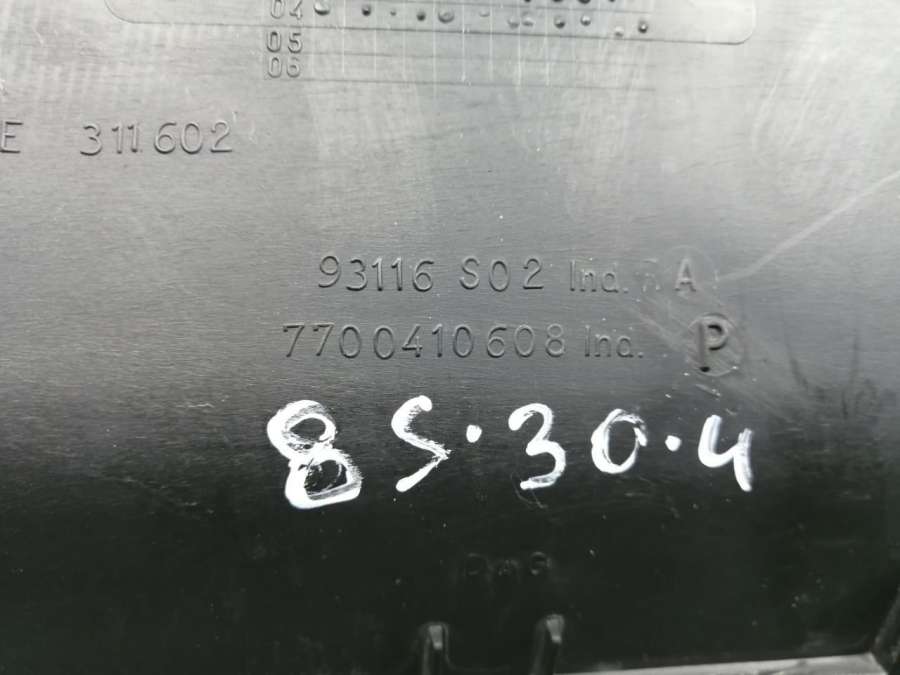 04
05
06
E 311602
93116 S02 Ind. A
7700410608 Ind. P
8S.30.4